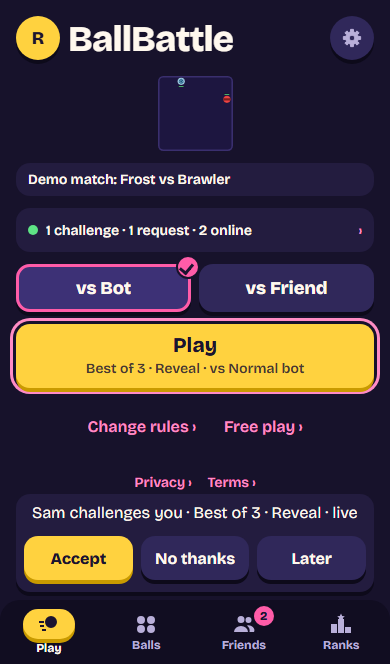 R BallBattle
Demo match: Frost vs Brawler
1 challenge · 1 request · 2 online ›
vs Bot vs Friend
Play
Best of 3 · Reveal · vs Normal bot
Change rules › Free play ›
Privacy › Terms ›
Sam challenges you · Best of 3 · Reveal · live
Accept No thanks Later
2
Play Balls Friends Ranks